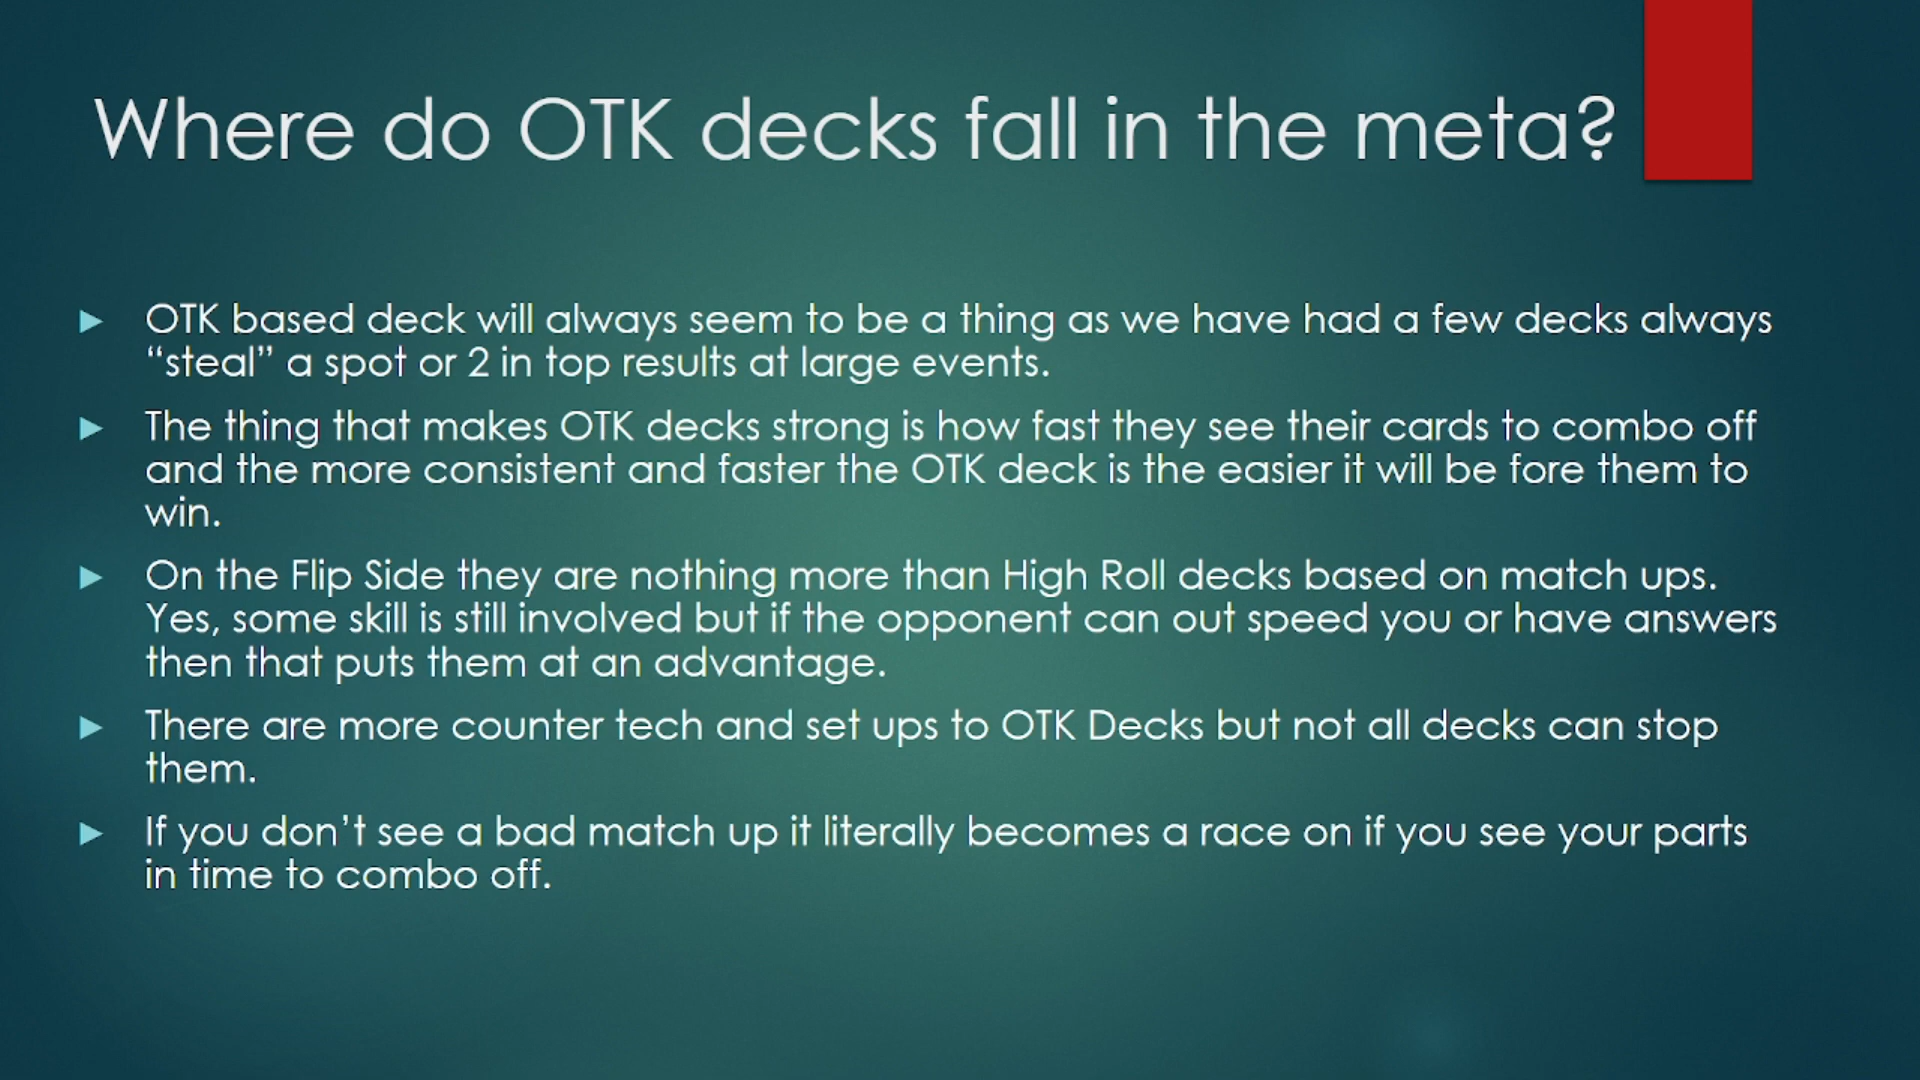 Where do OTK decks fall in the meta?
OTK based deck will always seem to be a thing as we have had a few decks always
“steal” a spot or 2 in top results at large events.
The thing that makes OTK decks strong is how fast they see their cards to combo off
and the more consistent and faster the OTK deck is the easier it will be fore them to
win.
On the Flip Side they are nothing more than High Roll decks based on match ups.
Yes, some skill is still involved but if the opponent can out speed you or have answers
then that puts them at an advantage.
There are more counter tech and set ups to OTK Decks but not all decks can stop
them.
If you don’t see a bad match up it literally becomes a race on if you see your parts
in time to combo off.